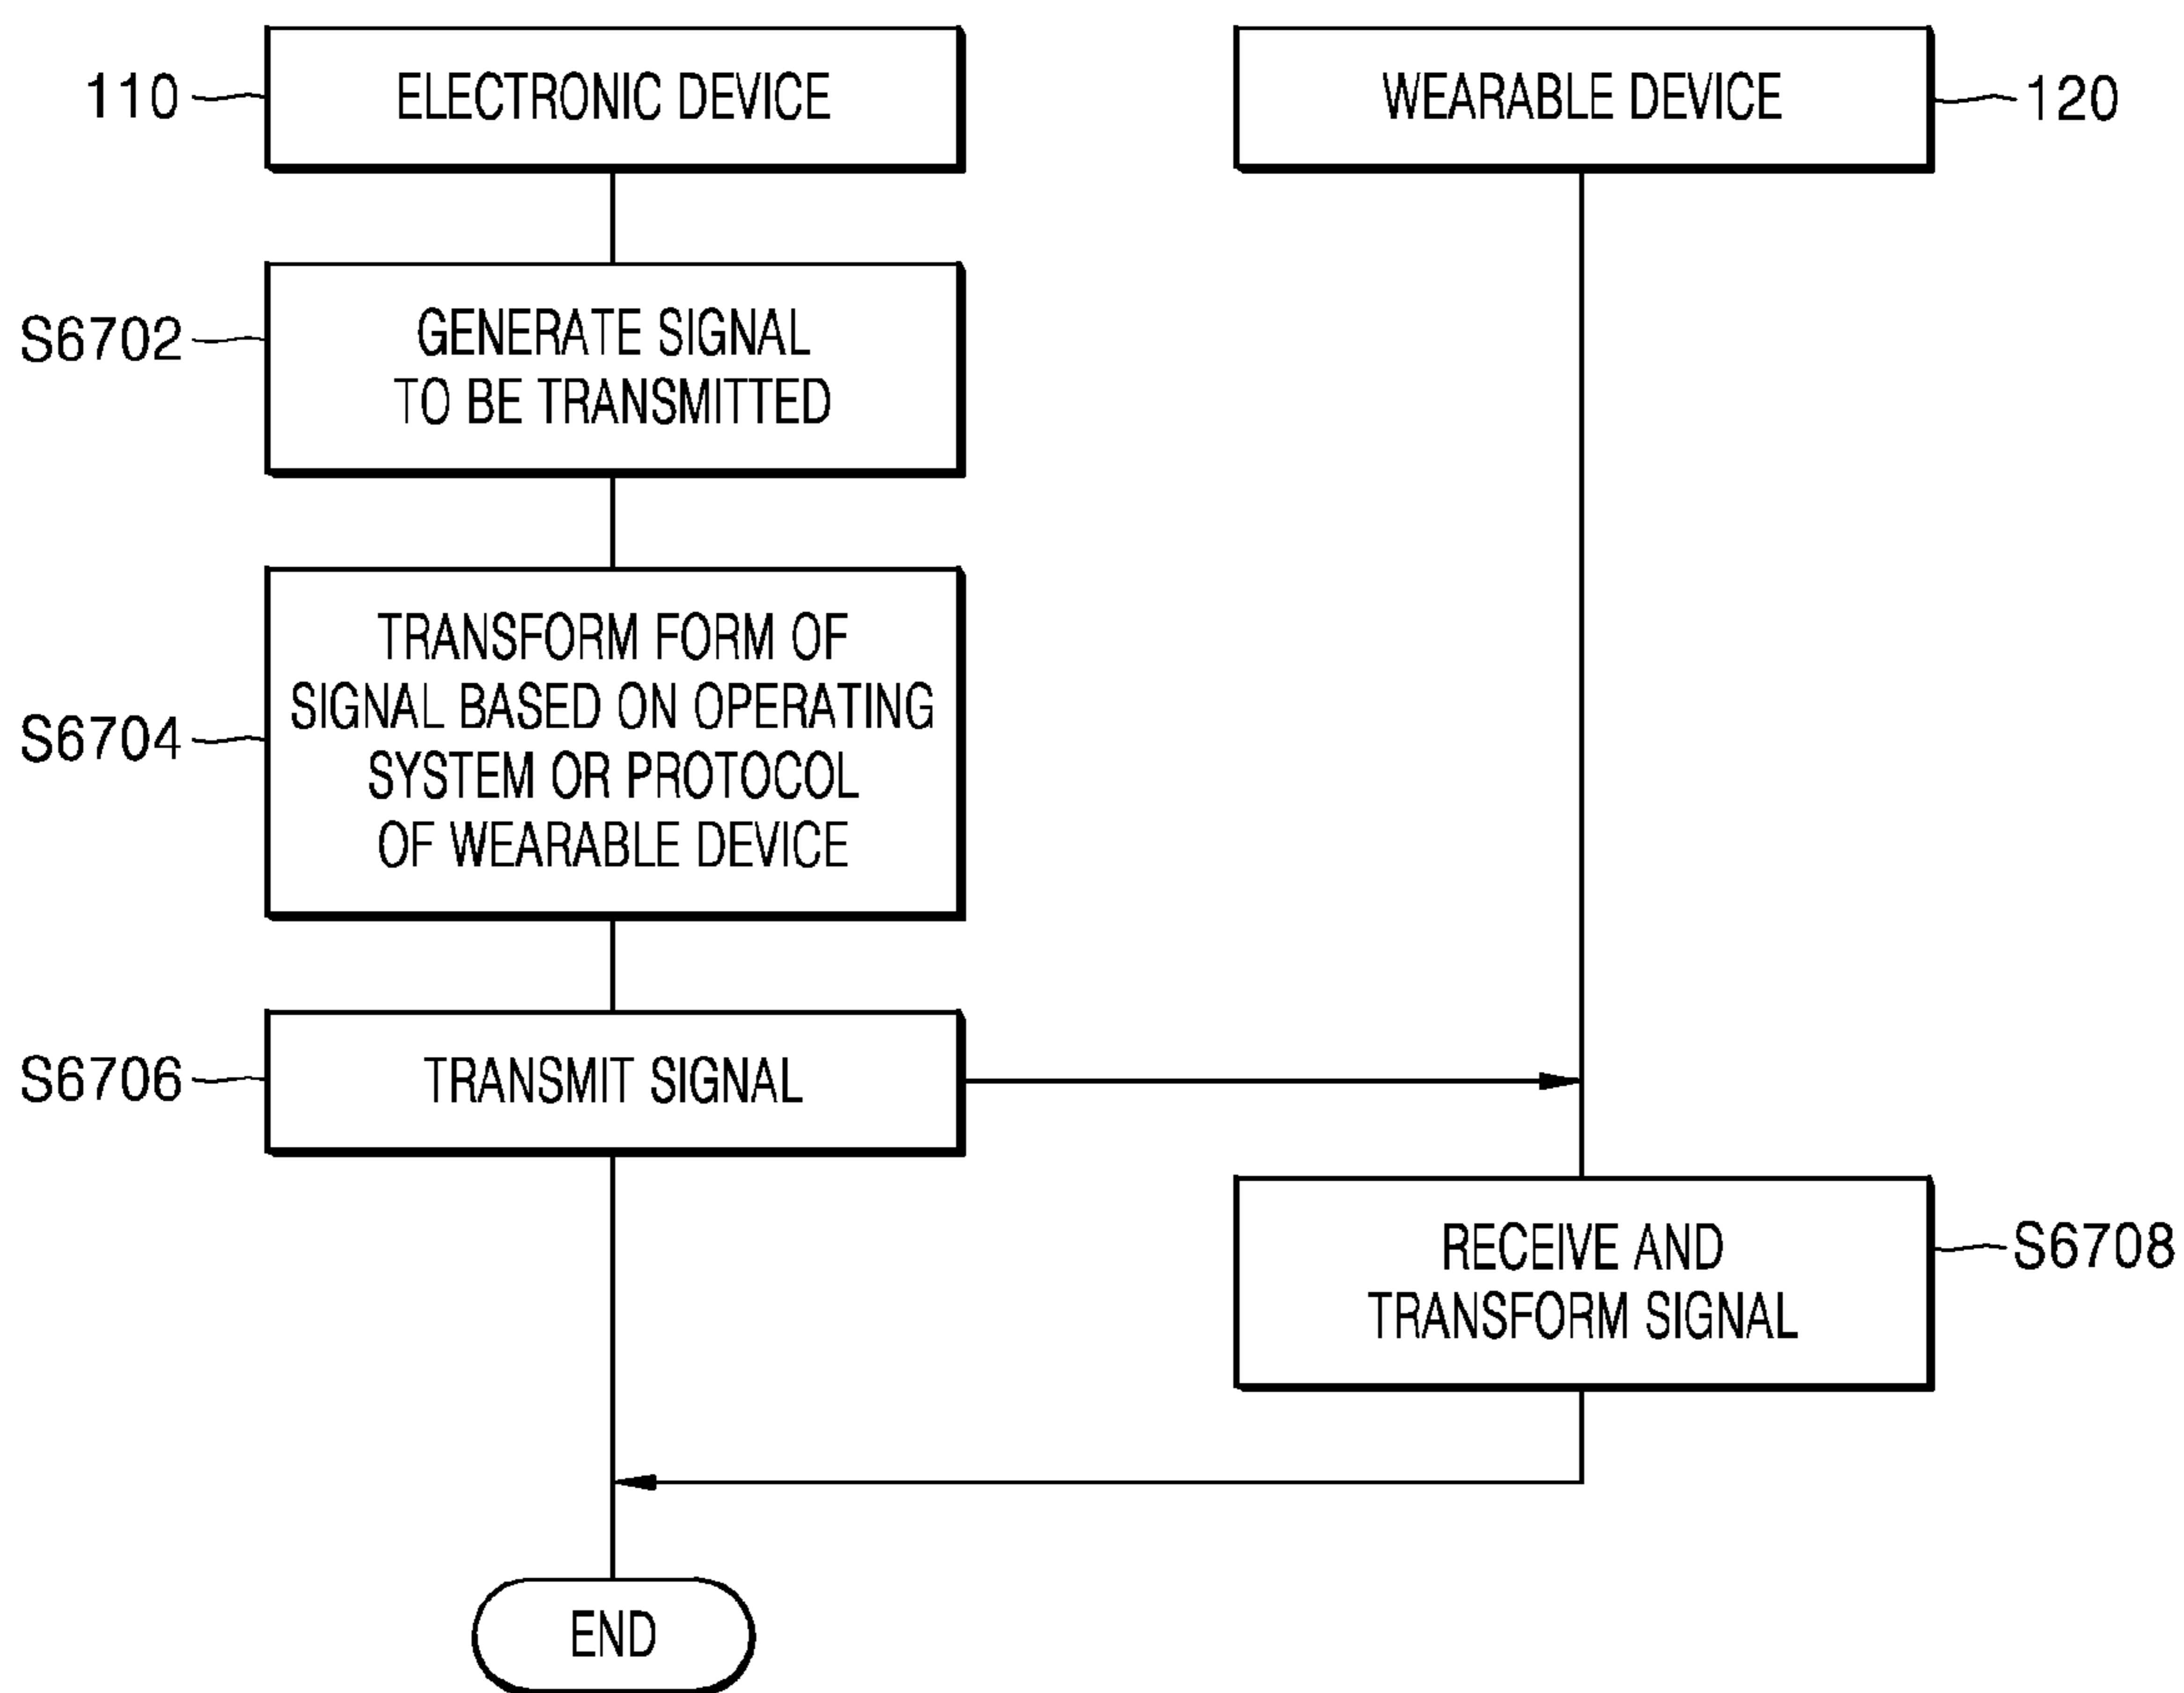 110
ELECTRONIC DEVICE
WEARABLE DEVICE
120
S6702
GENERATE SIGNAL
TO BE TRANSMITTED
S6704
TRANSFORM FORM OF
SIGNAL BASED ON OPERATING
SYSTEM OR PROTOCOL
OF WEARABLE DEVICE
S6706
TRANSMIT SIGNAL
RECEIVE AND
TRANSFORM SIGNAL
S6708
END